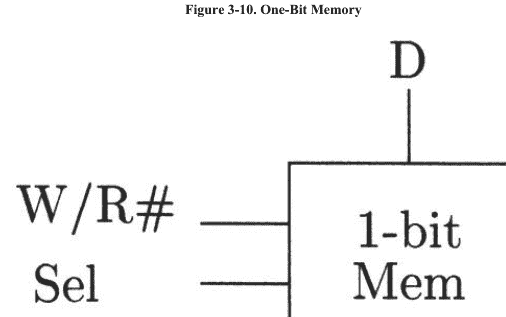 Figure 3-10. One-Bit Memory
D
W/R#
Sel
1-bit
Mem